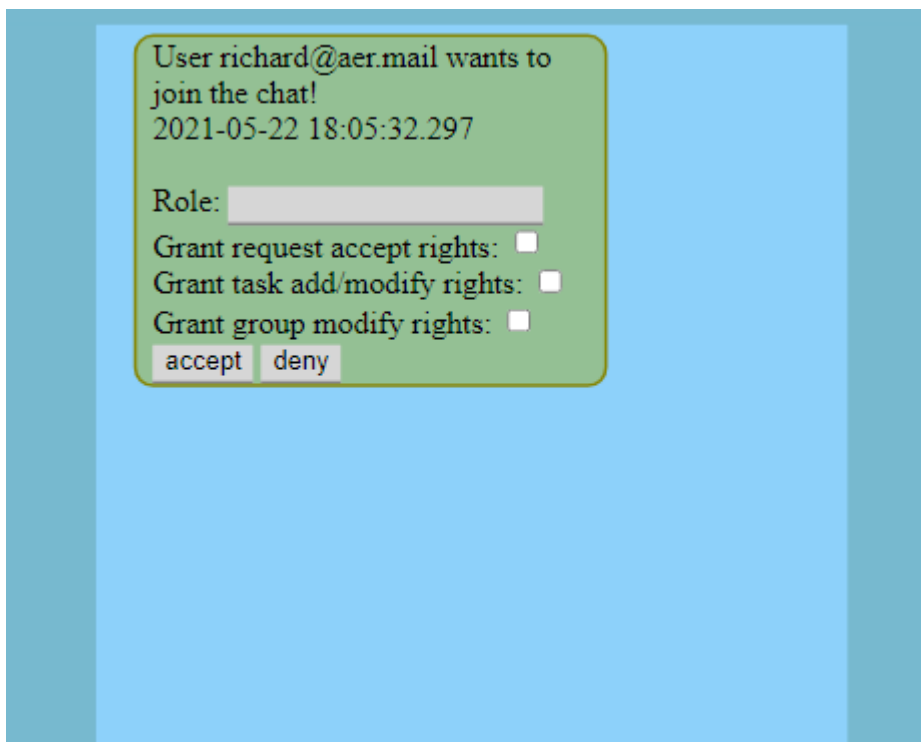 User richard@aer.mail wants to
join the chat!
2021-05-22 18:05:32.297
Role:
Grant request accept rights:
Grant task add/modify rights:
Grant group modify rights:
accept deny